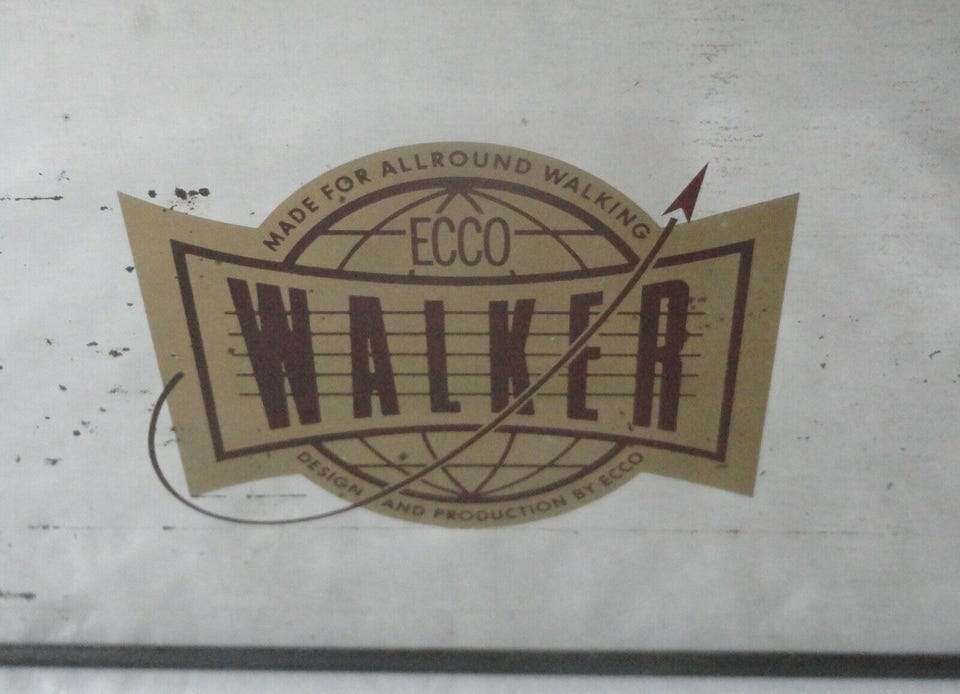 MADE FOR ALLROUND WALKING
ECCO
WALKER
DESIGN AND PRODUCTION BY ECCO